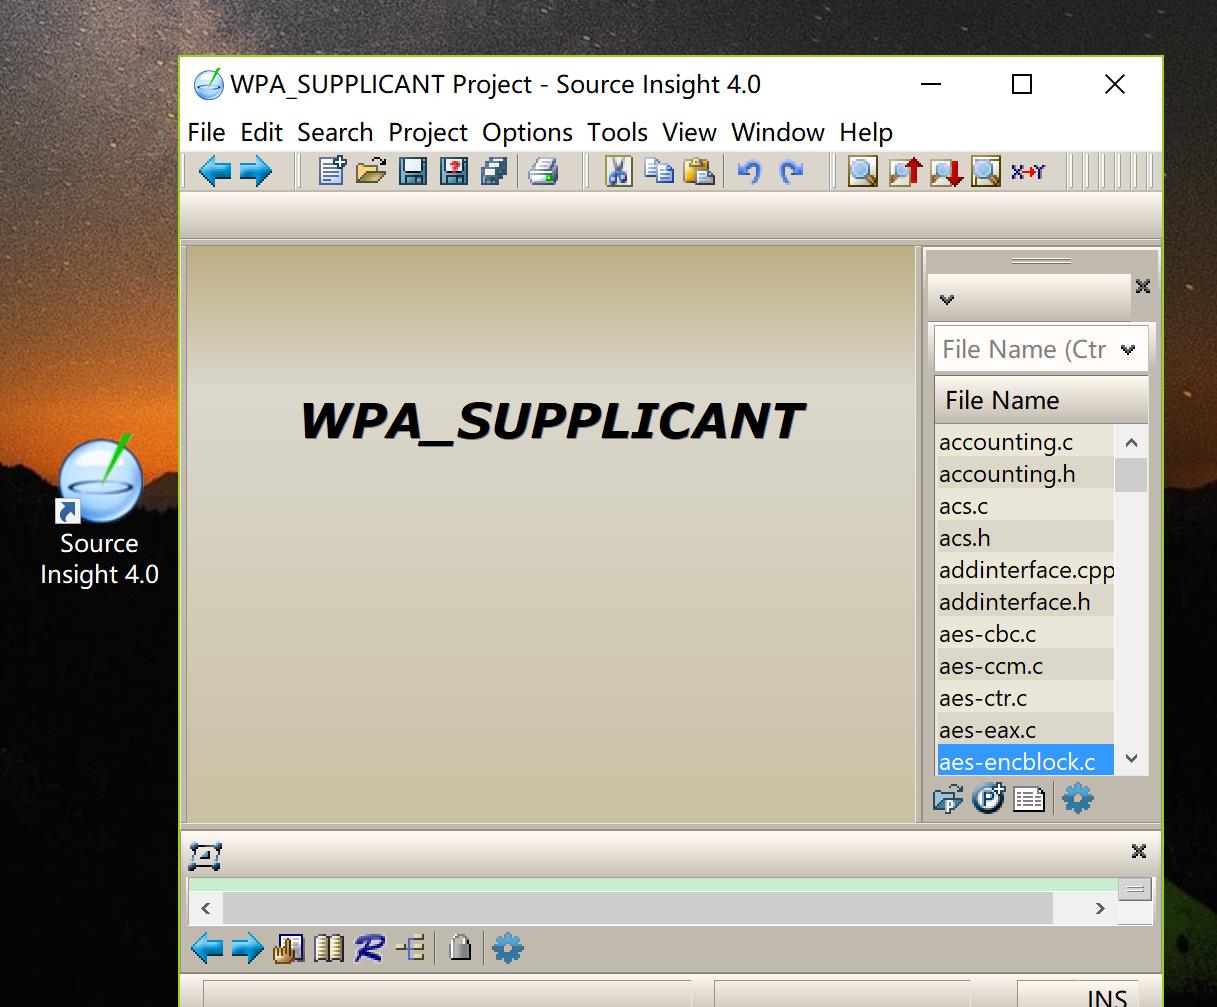 WPA_SUPPLICANT Project - Source Insight 4.0
File Edit Search Project Options Tools View Window Help
X→Y
File Name (Ctr
File Name
WPA_SUPPLICANT
accounting.c
accounting.h
acs.c
acs.h
addinterface.cpp
addinterface.h
aes-cbc.c
aes-ccm.c
aes-ctr.c
aes-eax.c
aes-encblock.c
Source
Insight 4.0
INS